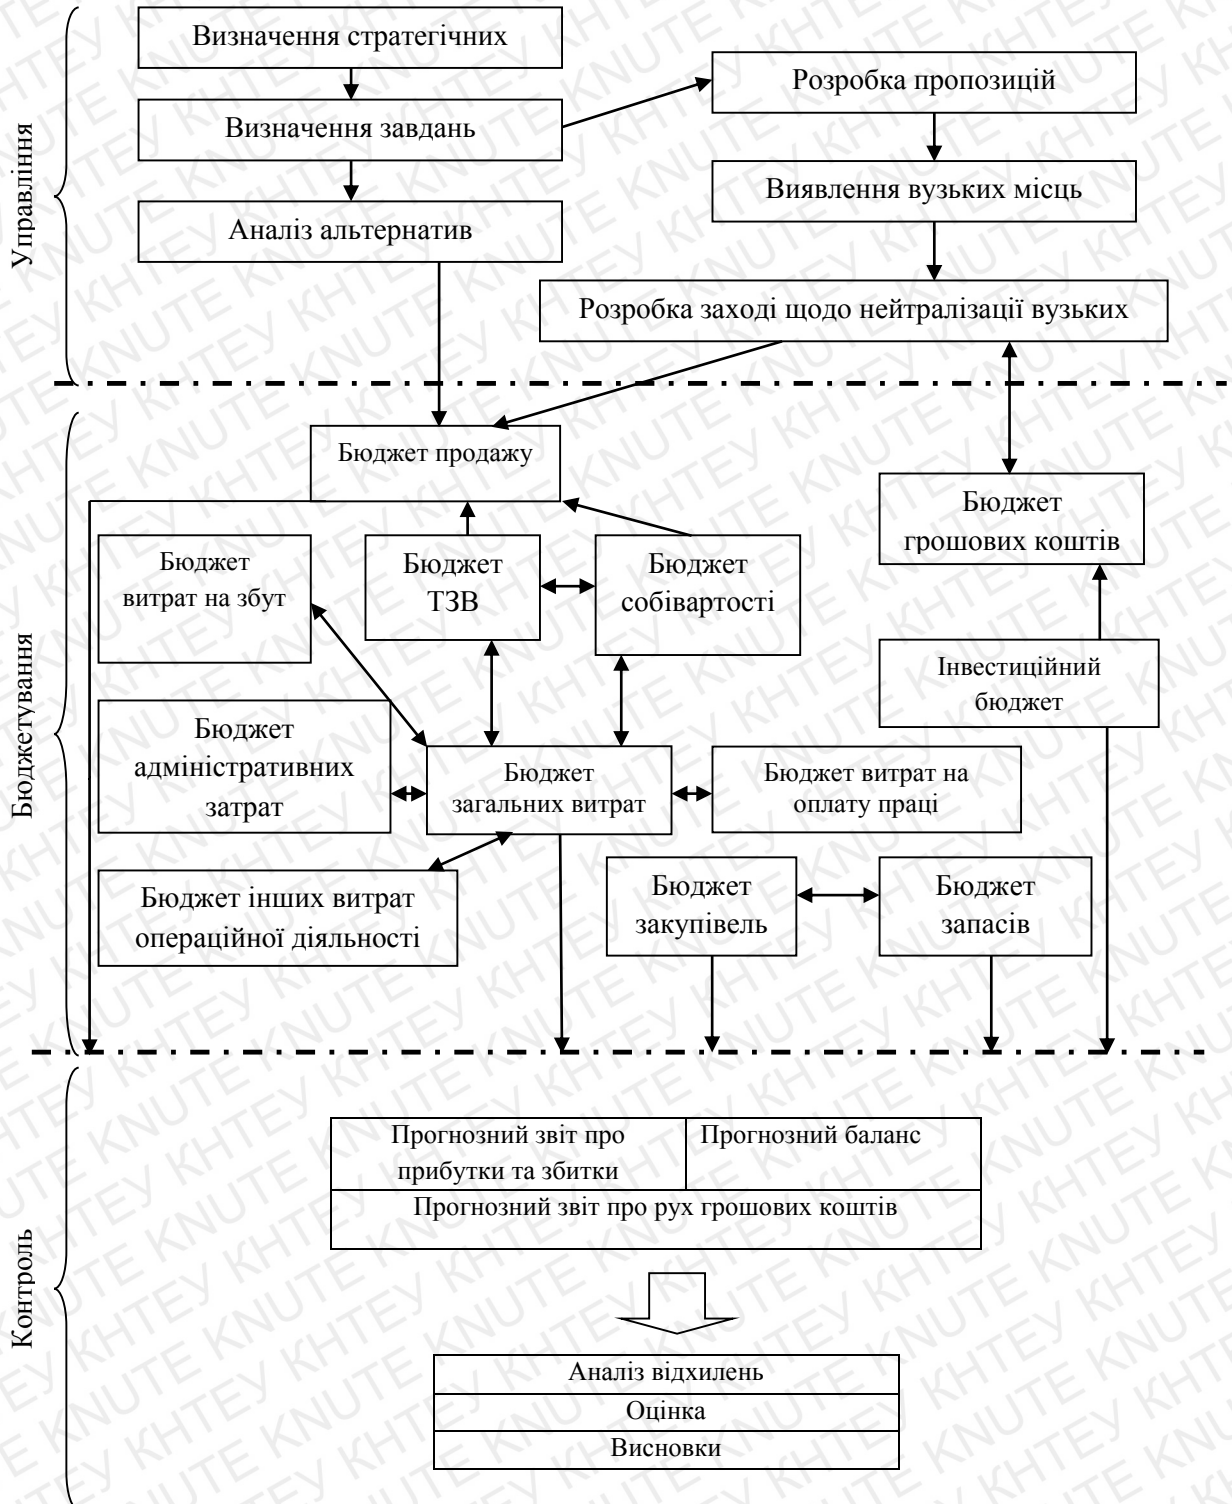 Управління
Визначення стратегічних
Визначення завдань
Аналіз альтернатив
Розробка пропозицій
Виявлення вузьких місць
Розробка заході щодо нейтралізації вузьких
Бюджетування
Бюджет продажу
Бюджет
грошових коштів
Бюджет
витрат на збут
Бюджет
ТЗВ
Бюджет
собівартості
Інвестиційний
бюджет
Бюджет
адміністративних
затрат
Бюджет
загальних витрат
Бюджет витрат на
оплату праці
Бюджет інших витрат
операційної діяльності
Бюджет
закупівель
Бюджет
запасів
Контроль
Прогнозний звіт про
прибутки та збитки
Прогнозний баланс
Прогнозний звіт про рух грошових коштів
Аналіз відхилень
Оцінка
Висновки
KNUTE КНТЕУ